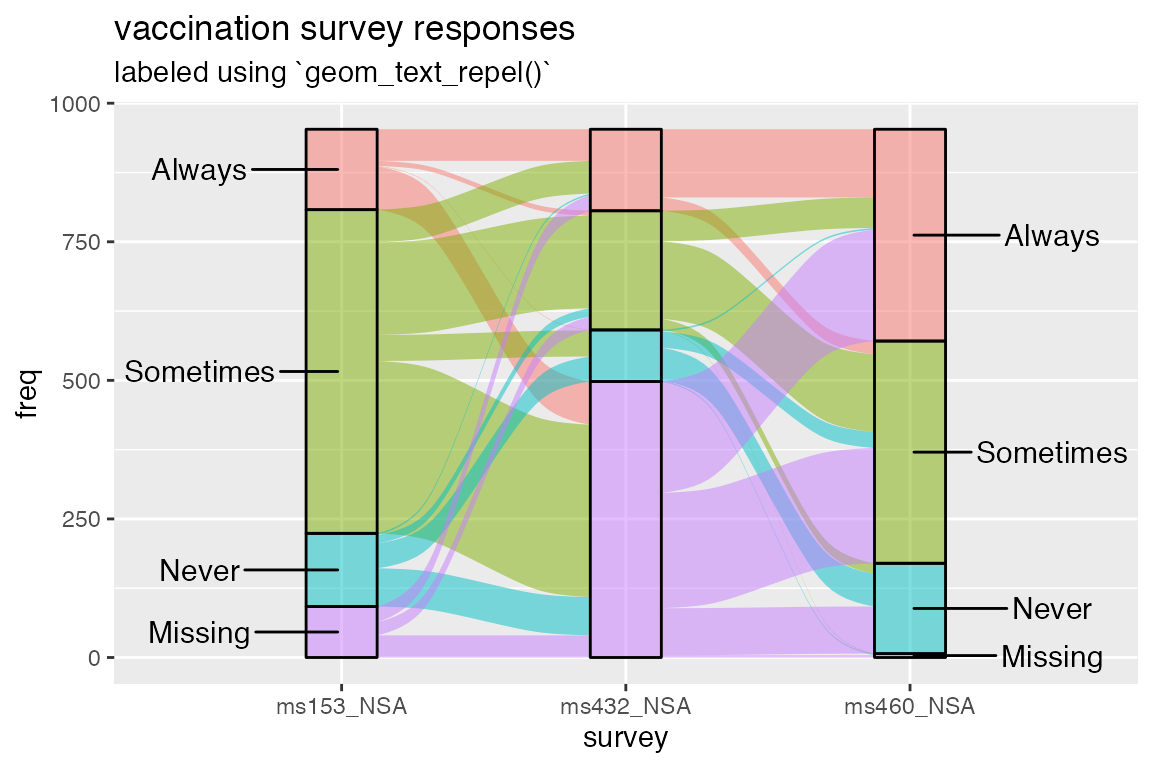 vaccination survey responses
labeled using `geom_text_repel()`
1000
750
500
250
0
freq
Always
Sometimes
Never
Missing
Always
Sometimes
Never
Missing
ms153_NSA
ms432_NSA
ms460_NSA
survey